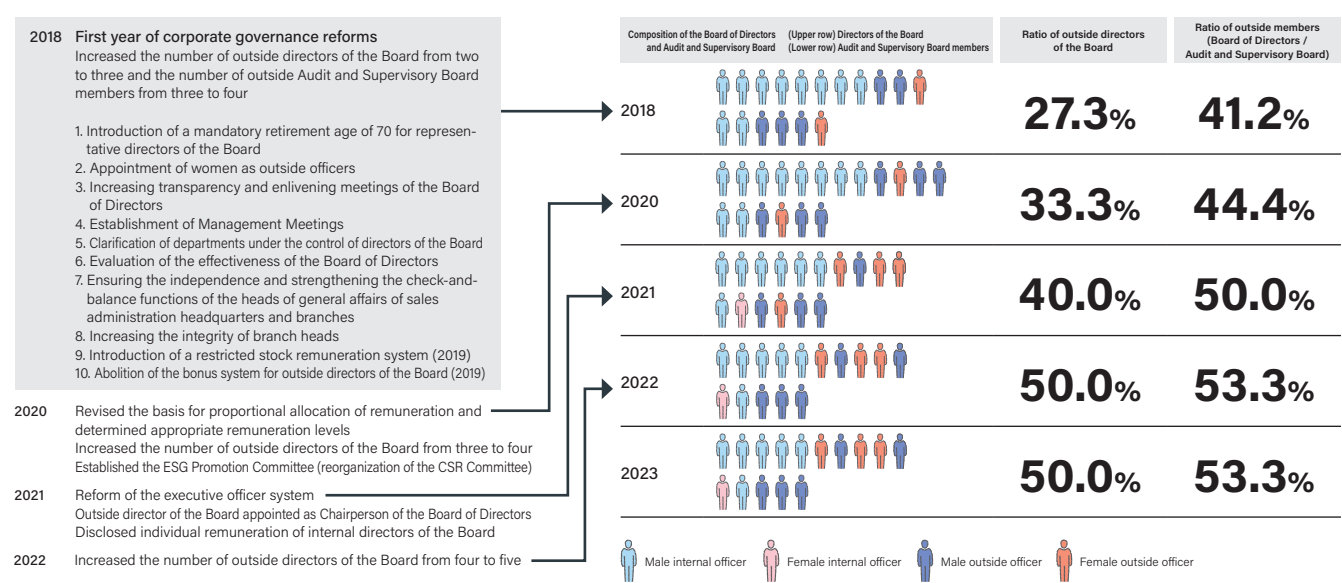 2018 First year of corporate governance reforms
Increased the number of outside directors of the Board from two
to three and the number of outside Audit and Supervisory Board
members from three to four
1. Introduction of a mandatory retirement age of 70 for represen-
tative directors of the Board
2. Appointment of women as outside officers
3. Increasing transparency and enlivening meetings of the Board
of Directors
4. Establishment of Management Meetings
5. Clarification of departments under the control of directors of the Board
6. Evaluation of the effectiveness of the Board of Directors
7. Ensuring the independence and strengthening the check-and-
balance functions of the heads of general affairs of sales
administration headquarters and branches
8. Increasing the integrity of branch heads
9. Introduction of a restricted stock remuneration system (2019)
10. Abolition of the bonus system for outside directors of the Board (2019)
2020 Revised the basis for proportional allocation of remuneration and
determined appropriate remuneration levels
Increased the number of outside directors of the Board from three to four
Established the ESG Promotion Committee (reorganization of the CSR Committee)
2021 Reform of the executive officer system
Outside director of the Board appointed as Chairperson of the Board of Directors
Disclosed individual remuneration of internal directors of the Board
2022 Increased the number of outside directors of the Board from four to five
Composition of the Board of Directors
and Audit and Supervisory Board
(Upper row) Directors of the Board
(Lower row) Audit and Supervisory Board members
Ratio of outside directors
of the Board
Ratio of outside members
(Board of Directors /
Audit and Supervisory Board)
2018 27.3% 41.2%
2020 33.3% 44.4%
2021 40.0% 50.0%
2022 50.0% 53.3%
2023 50.0% 53.3%
Male internal officer Female internal officer Male outside officer Female outside officer